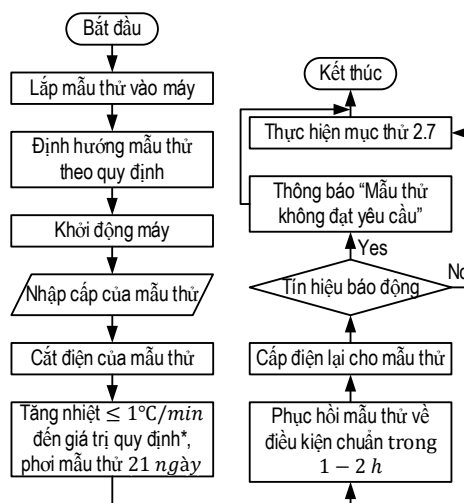 Bắt đầu
Lắp mẫu thử vào máy
Định hướng mẫu thử
theo quy định
Khởi động máy
Nhập cấp của mẫu thử
Cắt điện của mẫu thử
Tăng nhiệt ≤ 1℃/min
đến giá trị quy định*,
phơi mẫu thử 21 ngày
Kết thúc
Thực hiện mục thử 2.7
Thông báo “Mẫu thử
không đạt yêu cầu”
Yes
Tín hiệu báo động
No
Cấp điện lại cho mẫu thử
Phục hồi mẫu thử về
điều kiện chuẩn trong
1 − 2 h